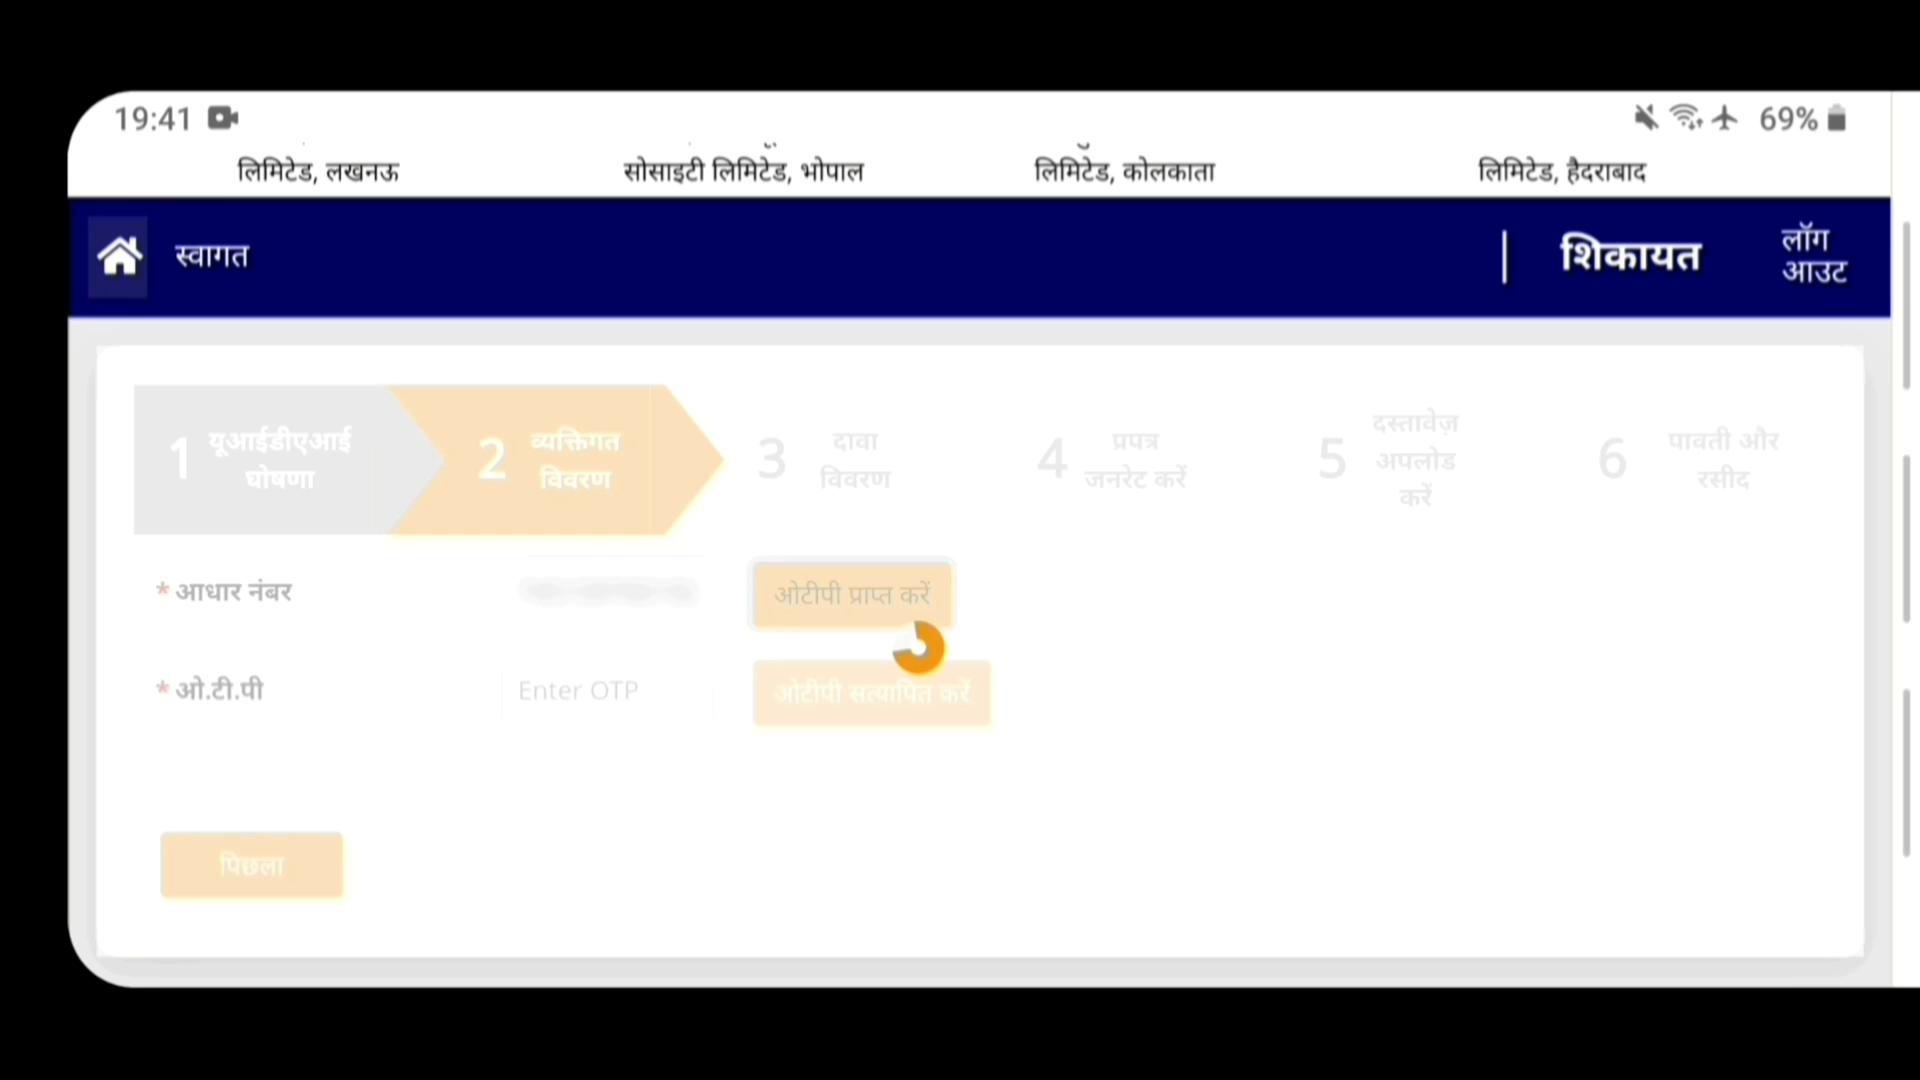 19:41
69%
लिमिटेड, लखनऊ
सोसाइटी लिमिटेड, भोपाल
लिमिटेड, कोलकाता
लिमिटेड, हैदराबाद
स्वागत
शिकायत
लॉग
आउट
1 यूआईडीएआई
घोषणा
2 व्यक्तिगत
विवरण
3 दावा
विवरण
4 प्रपत्र
जनरेट करें
5 दस्तावेज़
अपलोड
करें
6 पावती और
रसीद
* आधार नंबर
ओटीपी प्राप्त करें
* ओ.टी.पी
Enter OTP
ओटीपी सत्यापित करें
पिछला